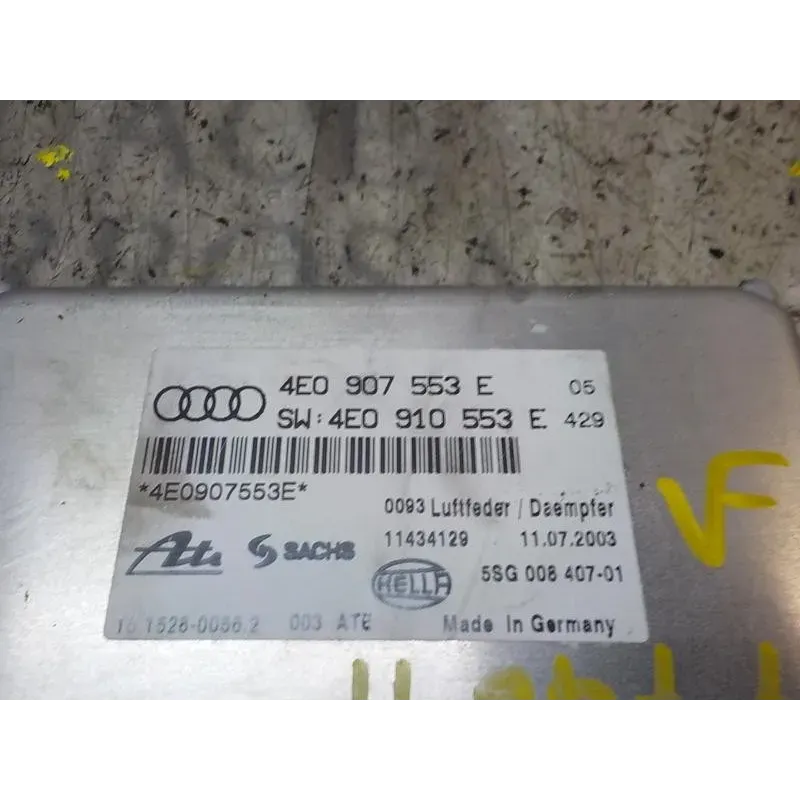 4E0 907 553 E 05
SW:4E0 910 553 E 429
*4E0907553E*
0093 Luftfeder / Daempfer
11434129 11.07.2003
Ate SACHS HELLA 5SG 008 407-01
003 ATE Made In Germany
VF